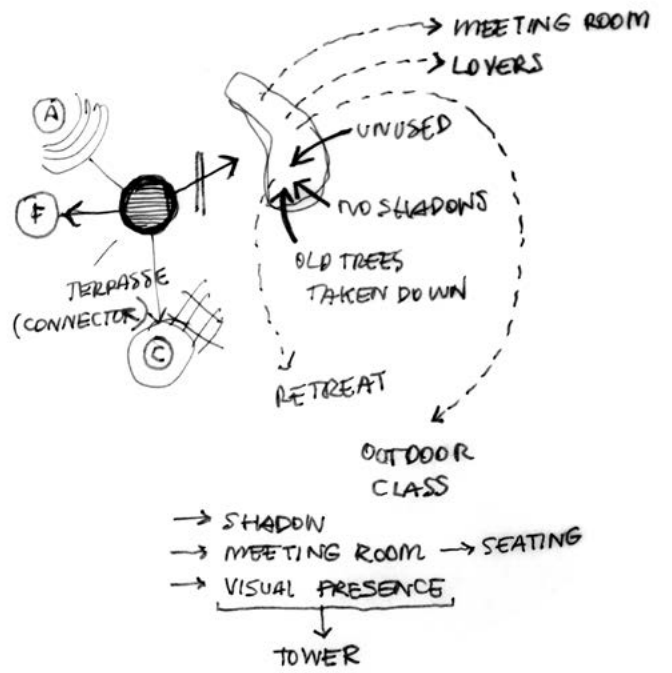 MEETING ROOM
LOVERS
UNUSED
NO SHADOWS
OLD TREES
TAKEN DOWN
A
F
TERRASSE
(CONNECTOR)
C
RETREAT
OUTDOOR
CLASS
→ SHADOW
→ MEETING ROOM → SEATING
→ VISUAL PRESENCE
TOWER